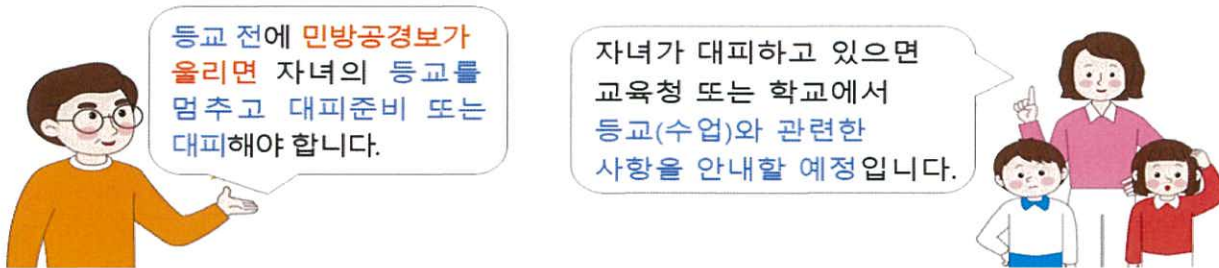 등교 전에 민방공경보가
울리면 자녀의 등교를
멈추고 대피준비 또는
대피해야 합니다.
자녀가 대피하고 있으면
교육청 또는 학교에서
등교(수업)와 관련한
사항을 안내할 예정입니다.